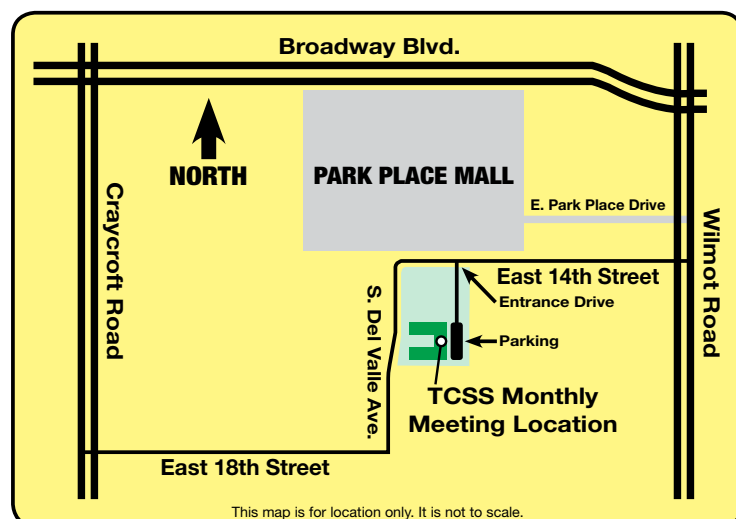 Broadway Blvd.
NORTH
PARK PLACE MALL
E. Park Place Drive
Craycroft Road
Wilmot Road
East 14th Street
Entrance Drive
S. Del Valle Ave.
Parking
TCSS Monthly
Meeting Location
East 18th Street
This map is for location only. It is not to scale.